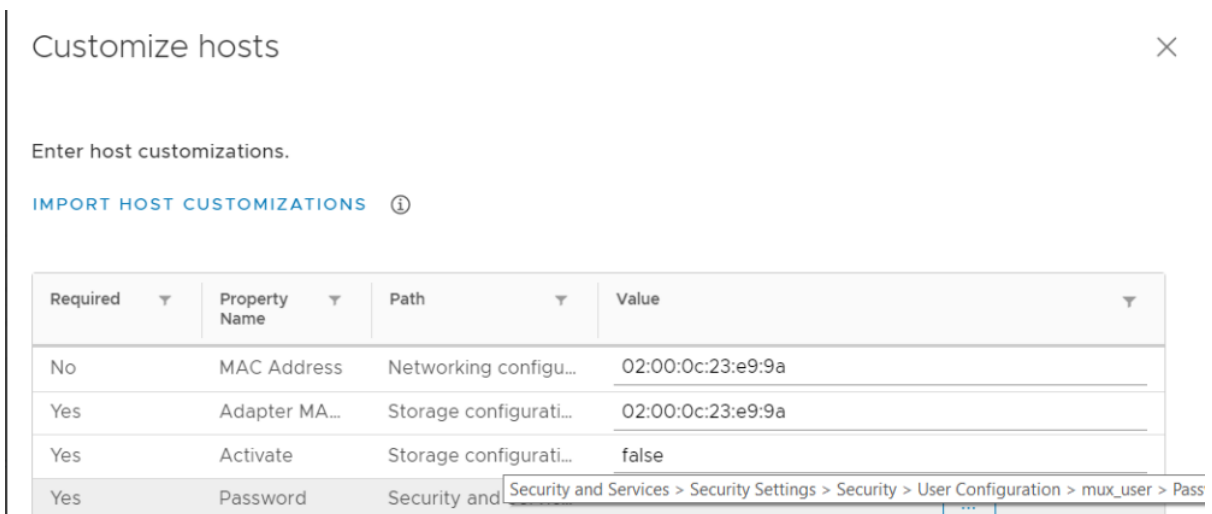 Customize hosts
Enter host customizations.
IMPORT HOST CUSTOMIZATIONS
Required Property Name Path Value
No MAC Address Networking configu... 02:00:0c:23:e9:9a
Yes Adapter MA... Storage configurati... 02:00:0c:23:e9:9a
Yes Activate Storage configurati... false
Yes Password Security and ...
Security and Services > Security Settings > Security > User Configuration > mux_user > Pass